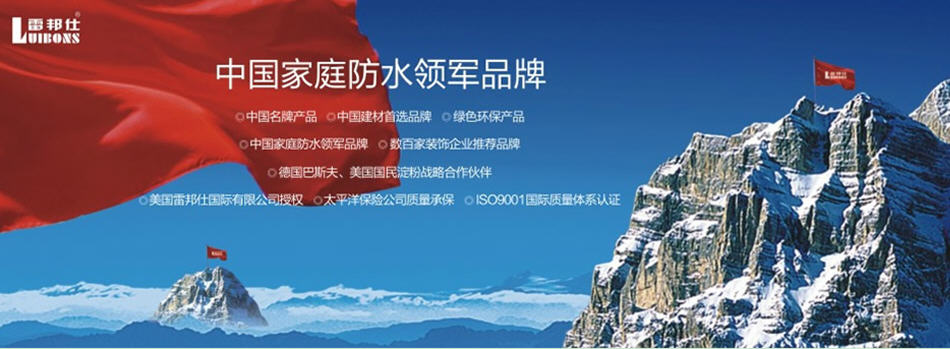 雷邦仕®
LUIBONS
雷邦仕
中国家庭防水领军品牌
◎中国名牌产品 ◎中国建材首选品牌 ◎绿色环保产品
◎中国家庭防水领军品牌 ◎数百家装饰企业推荐品牌
◎德国巴斯夫、美国国民淀粉战略合作伙伴
◎美国雷邦仕国际有限公司授权 ◎太平洋保险公司质量承保 ◎ISO9001国际质量体系认证